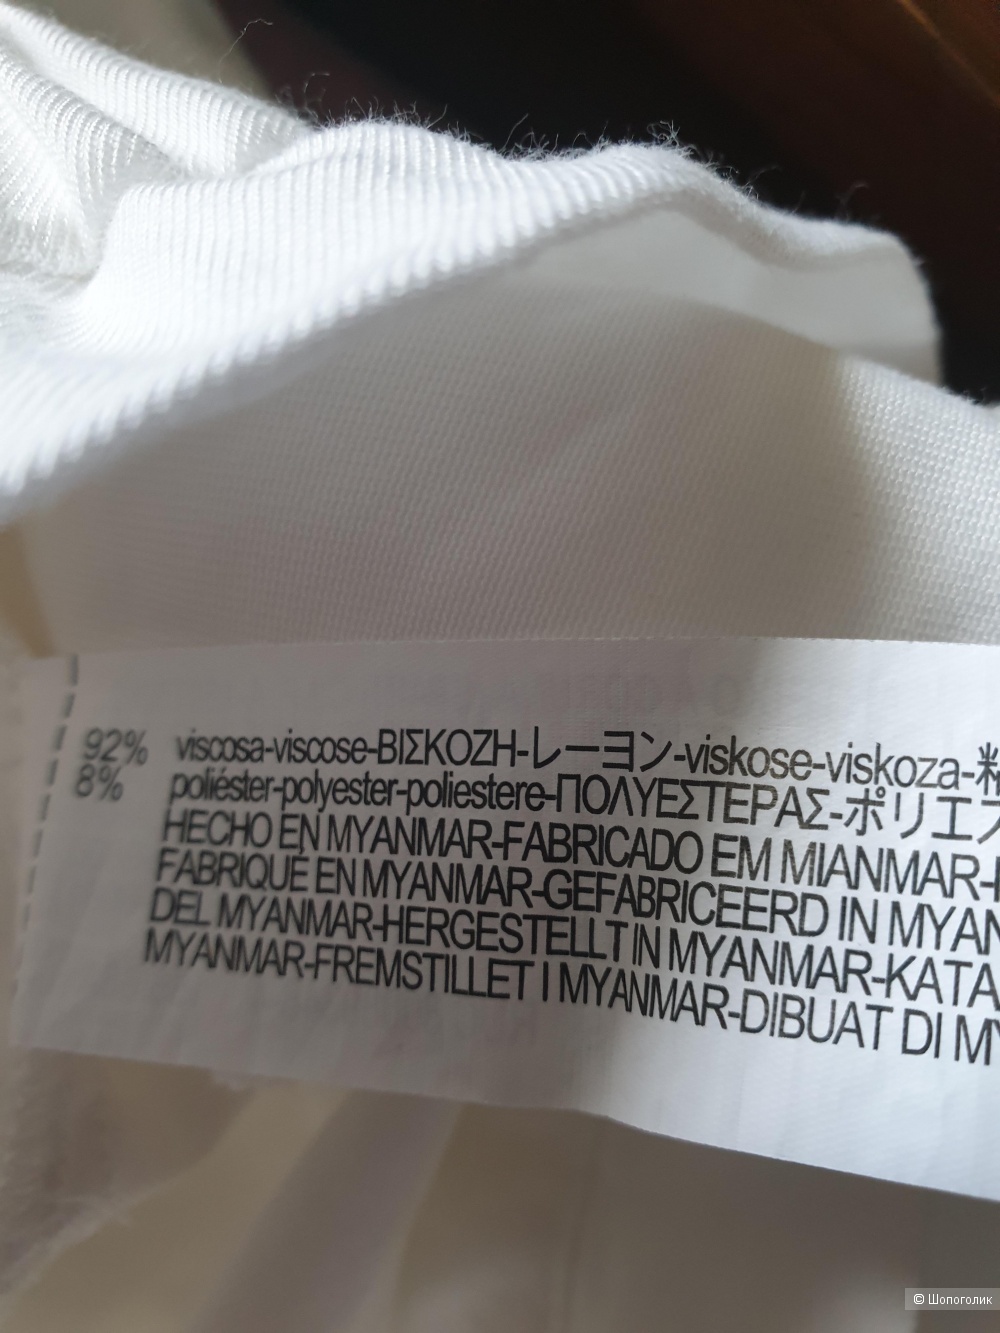 92% viscosa-viscose-ΒΙΣΚΟΖΗ-レーヨン-viskose-viskoza-
8% poliéster-polyester-poliestere-ΠΟΛΥΕΣΤΕΡΑΣ-ポリエス
HECHO EN MYANMAR-FABRICADO EM MIANMAR-
FABRIQUÉ EN MYANMAR-GEFABRICEERD IN MYAN
DEL MYANMAR-HERGESTELLT IN MYANMAR-KATA
MYANMAR-FREMSTILLET I MYANMAR-DIBUAT DI MY
© Шопоголик